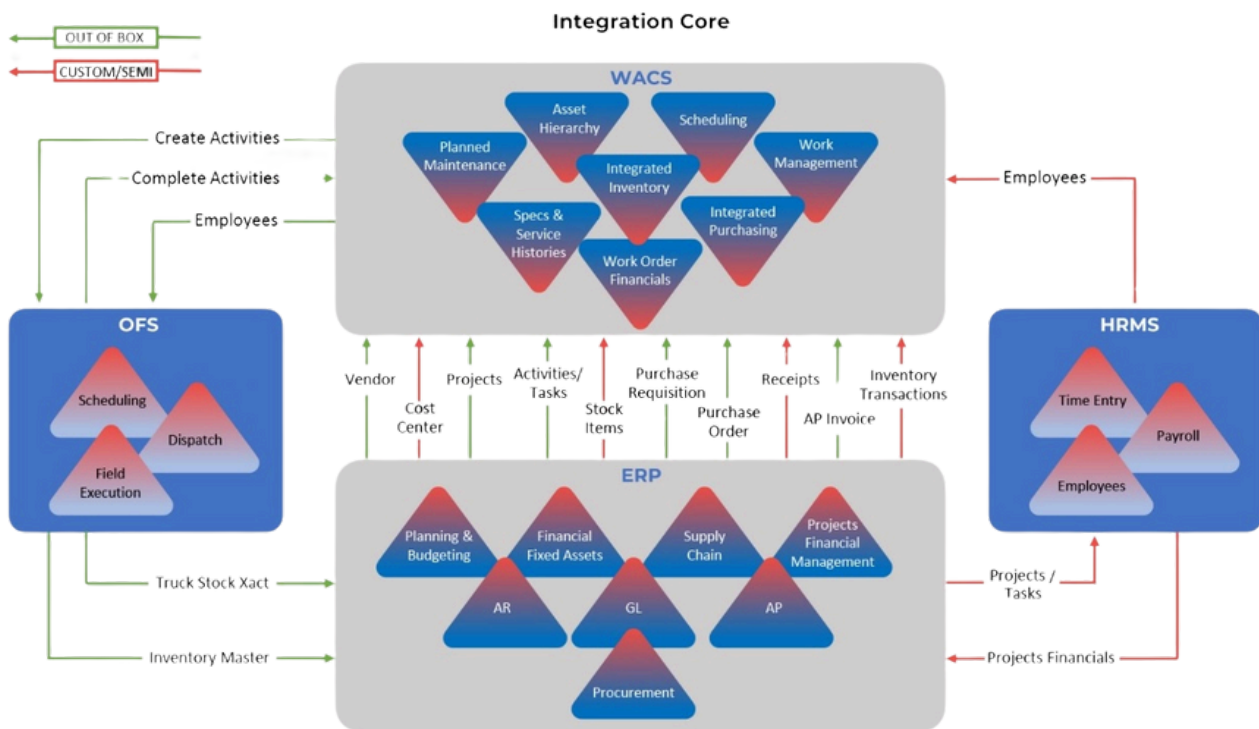 Integration Core
OUT OF BOX
CUSTOM/SEMI
WACS
Asset
Hierarchy
Scheduling
Planned
Maintenance
Work
Management
Integrated
Inventory
Specs &
Service
Histories
Integrated
Purchasing
Work Order
Financials
Create Activities
Complete Activities
Employees
Employees
OFS
Scheduling
Dispatch
Field
Execution
HRMS
Time Entry
Payroll
Employees
Vendor
Cost
Center
Projects
Activities/
Tasks
Stock
Items
Purchase
Requisition
Purchase
Order
Receipts
AP Invoice
Inventory
Transactions
ERP
Planning &
Budgeting
Financial
Fixed Assets
Supply
Chain
Projects
Financial
Management
AR
GL
AP
Procurement
Truck Stock Xact
Inventory Master
Projects /
Tasks
Projects Financials